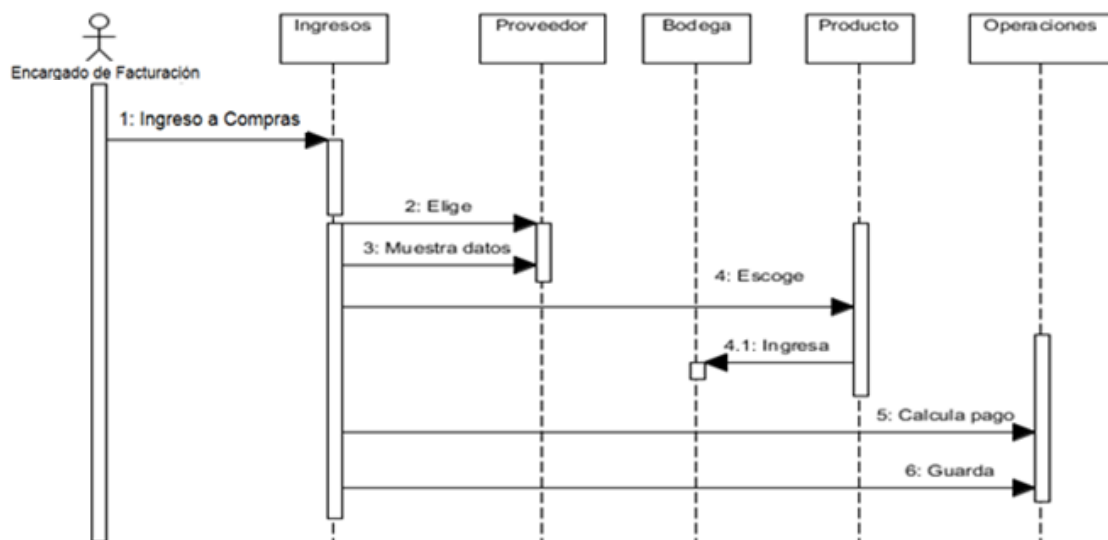 Ingresos
Proveedor
Bodega
Producto
Operaciones
Encargado de Facturación
1: Ingreso a Compras
2: Elige
3: Muestra datos
4: Escoge
4.1: Ingresa
5: Calcula pago
6: Guarda